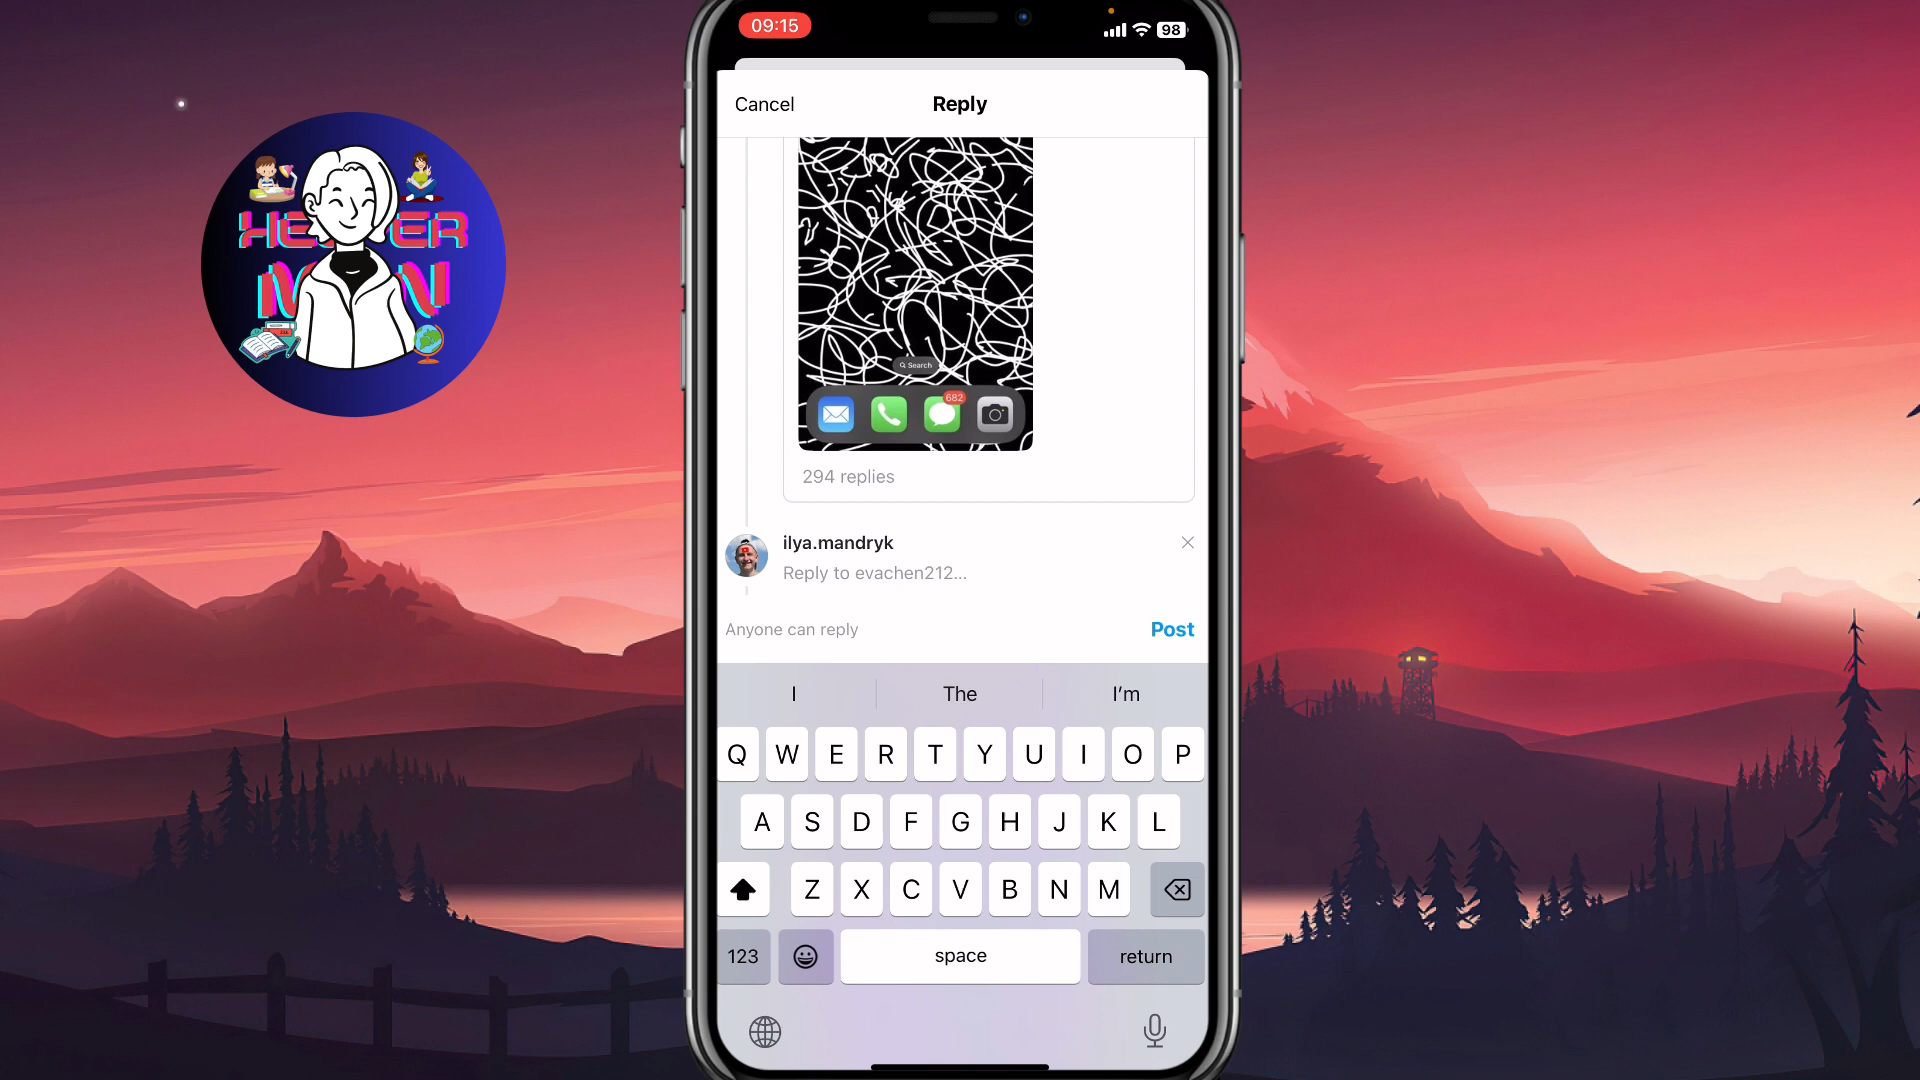 09:15
98
Cancel
Reply
Search
682
294 replies
ilya.mandryk
Reply to evachen212...
Anyone can reply
Post
I
The
I'm
Q W E R T Y U I O P
A S D F G H J K L
Z X C V B N M
123
space
return